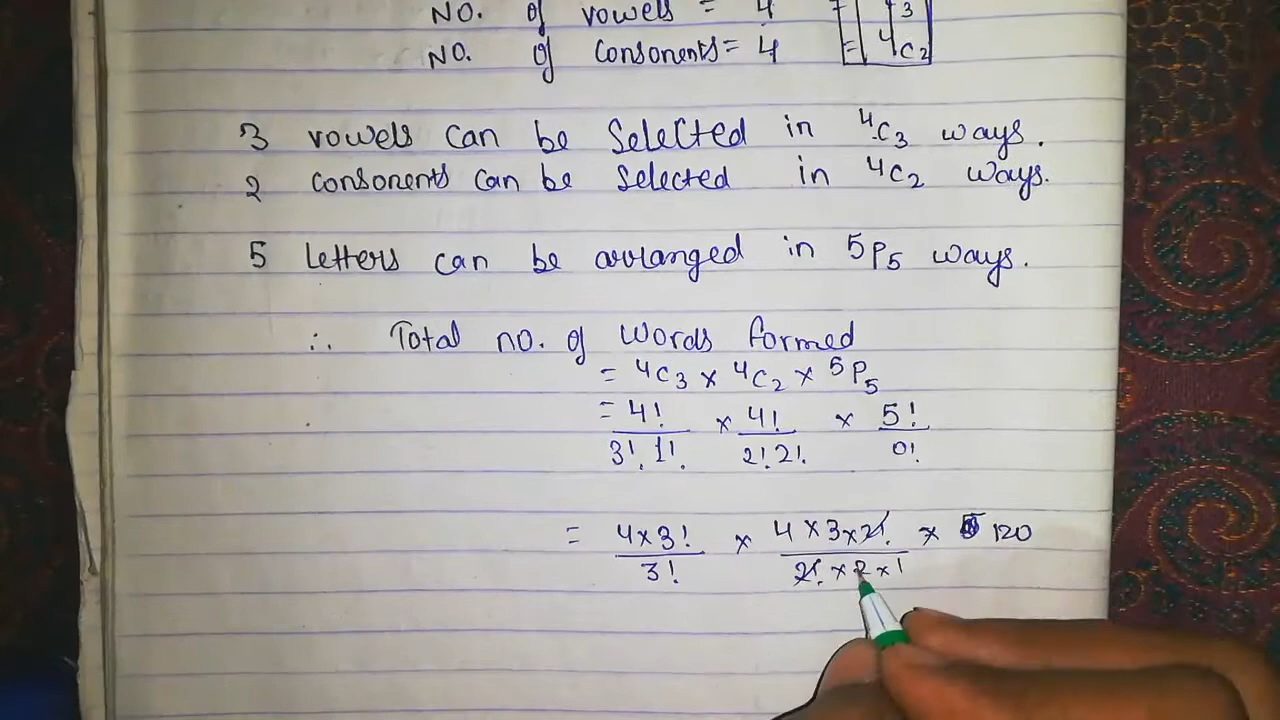 NO. of vowels = 4
NO. of consonents = 4 = 4C2
3 vowels can be selected in 4C3 ways.
2 consonents can be selected in 4C2 ways.
5 letters can be arranged in 5P5 ways.
∴ Total no. of words formed
= 4C3 × 4C2 × 5P5
= 4!/3!.1! × 4!/2!2! × 5!/0!
= 4×3!/3! × 4×3×2!/2!×2×1 × 120